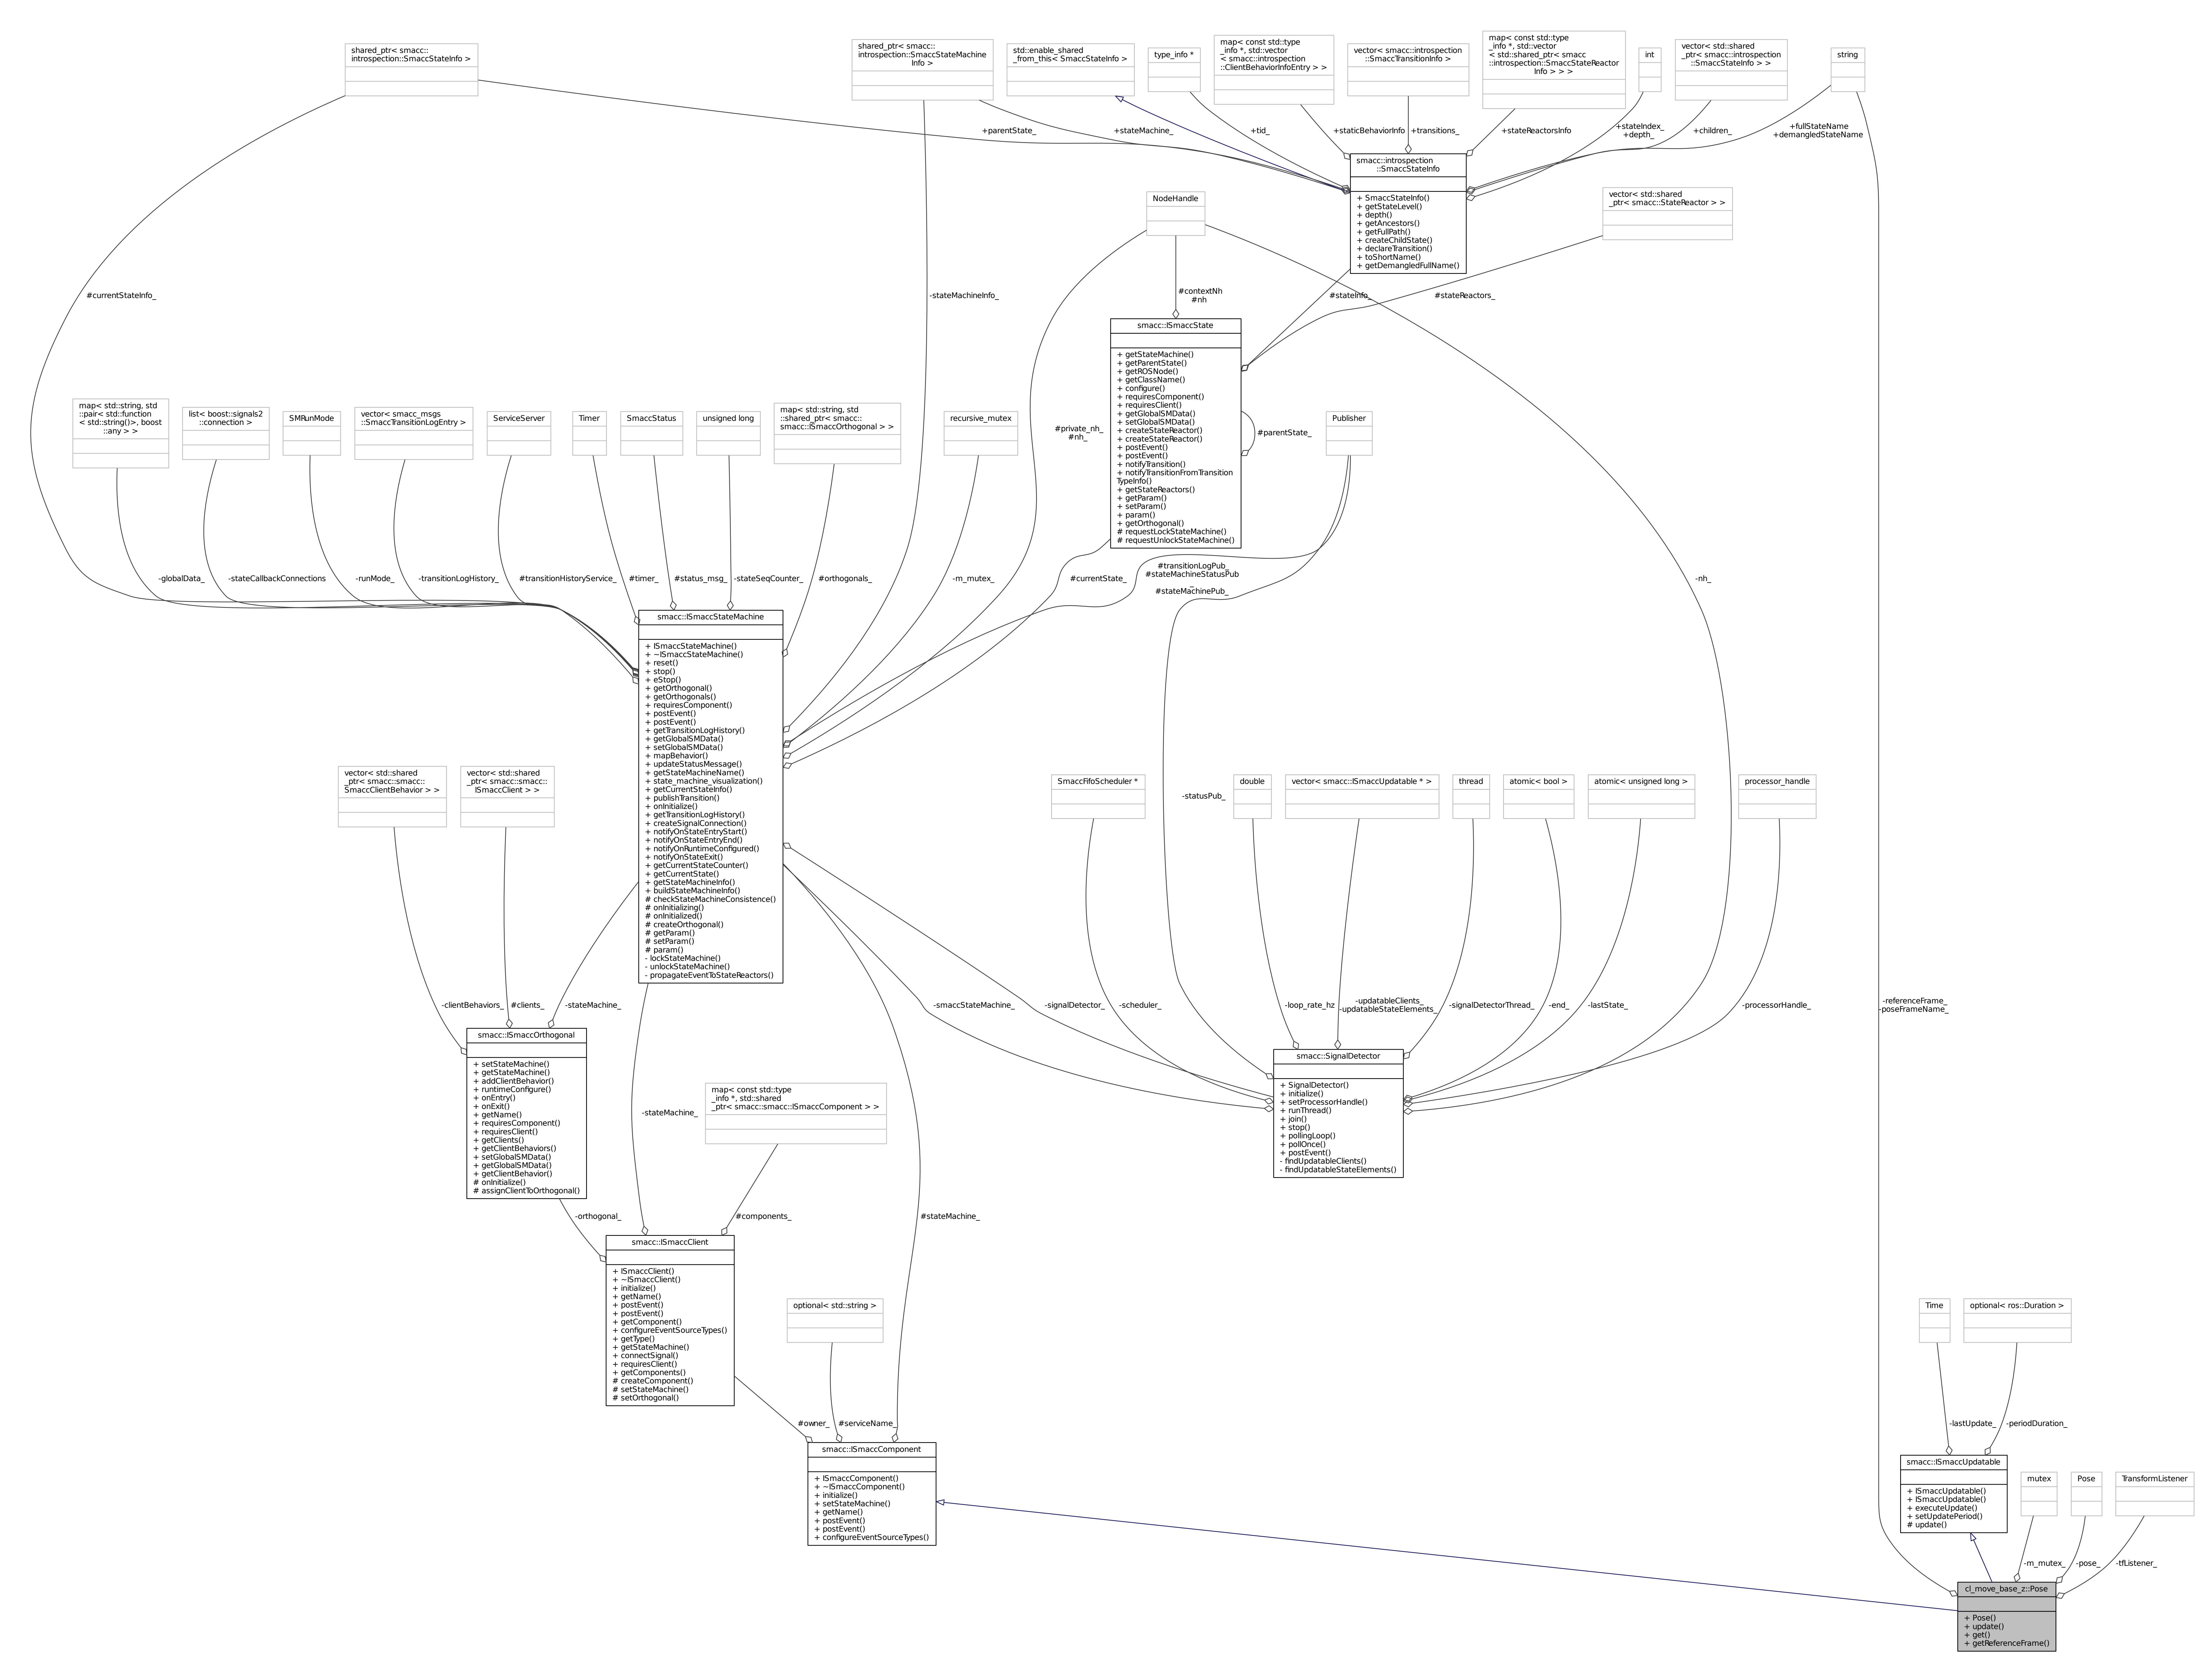 shared_ptr< smacc::
introspection::SmaccStateInfo >
shared_ptr< smacc::
introspection::SmaccStateMachine
Info >
std::enable_shared
_from_this< SmaccStateInfo >
type_info *
map< const std::type
_info *, std::vector
< smacc::introspection
::ClientBehaviorInfoEntry > >
vector< smacc::introspection
::SmaccTransitionInfo >
map< const std::type
_info *, std::vector
< std::shared_ptr< smacc
::introspection::SmaccStateReactor
Info > > >
int
vector< std::shared
_ptr< smacc::introspection
::SmaccStateInfo > >
string
+parentState_
+stateMachine_
+tid_
+staticBehaviorInfo
+transitions_
+stateReactorsInfo
+stateIndex_
+depth_
+children_
+fullStateName
+demangledStateName
smacc::introspection
::SmaccStateInfo
+ SmaccStateInfo()
+ getStateLevel()
+ depth()
+ getAncestors()
+ getFullPath()
+ createChildState()
+ declareTransition()
+ toShortName()
+ getDemangledFullName()
NodeHandle
vector< std::shared
_ptr< smacc::StateReactor > >
#currentStateInfo_
-stateMachineInfo_
#contextNh
#nh
#stateInfo_
#stateReactors_
smacc::ISmaccState
+ getStateMachine()
+ getParentState()
+ getROSNode()
+ getClassName()
+ configure()
+ requiresComponent()
+ requiresClient()
+ getGlobalSMData()
+ setGlobalSMData()
+ createStateReactor()
+ createStateReactor()
+ postEvent()
+ postEvent()
+ notifyTransition()
+ notifyTransitionFromTransition
TypeInfo()
+ getStateReactors()
+ getParam()
+ setParam()
+ param()
+ getOrthogonal()
# requestLockStateMachine()
# requestUnlockStateMachine()
map< std::string, std
::pair< std::function
< std::string()>, boost
::any > >
list< boost::signals2
::connection >
SMRunMode
vector< smacc_msgs
::SmaccTransitionLogEntry >
ServiceServer
Timer
SmaccStatus
unsigned long
map< std::string, std
::shared_ptr< smacc::
smacc::ISmaccOrthogonal > >
recursive_mutex
#private_nh_
#nh_
#parentState_
Publisher
-globalData_
-stateCallbackConnections
-runMode_
-transitionLogHistory_
#transitionHistoryService_
#timer_
#status_msg_
-stateSeqCounter_
#orthogonals_
-m_mutex_
#currentState_
#transitionLogPub_
#stateMachineStatusPub
_
#stateMachinePub_
-nh_
smacc::ISmaccStateMachine
+ ISmaccStateMachine()
+ ~ISmaccStateMachine()
+ reset()
+ stop()
+ eStop()
+ getOrthogonal()
+ getOrthogonals()
+ requiresComponent()
+ postEvent()
+ postEvent()
+ getTransitionLogHistory()
+ getGlobalSMData()
+ setGlobalSMData()
+ mapBehavior()
+ updateStatusMessage()
+ getStateMachineName()
+ state_machine_visualization()
+ getCurrentStateInfo()
+ publishTransition()
+ onInitialize()
+ getTransitionLogHistory()
+ createSignalConnection()
+ notifyOnStateEntryStart()
+ notifyOnStateEntryEnd()
+ notifyOnRuntimeConfigured()
+ notifyOnStateExit()
+ getCurrentStateCounter()
+ getCurrentState()
+ getStateMachineInfo()
+ buildStateMachineInfo()
# checkStateMachineConsistence()
# onInitializing()
# onInitialized()
# createOrthogonal()
# getParam()
# setParam()
# param()
- lockStateMachine()
- unlockStateMachine()
- propagateEventToStateReactors()
vector< std::shared
_ptr< smacc::smacc::
SmaccClientBehavior > >
vector< std::shared
_ptr< smacc::smacc::
ISmaccClient > >
SmaccFifoScheduler *
-statusPub_
double
vector< smacc::ISmaccUpdatable * >
thread
atomic< bool >
atomic< unsigned long >
processor_handle
-clientBehaviors_
#clients_
-stateMachine_
-smaccStateMachine_
-signalDetector_
-scheduler_
-loop_rate_hz
-updatableClients_
-updatableStateElements_
-signalDetectorThread_
-end_
-lastState_
-processorHandle_
-referenceFrame_
-poseFrameName_
smacc::ISmaccOrthogonal
+ setStateMachine()
+ getStateMachine()
+ addClientBehavior()
+ runtimeConfigure()
+ onEntry()
+ onExit()
+ getName()
+ requiresComponent()
+ requiresClient()
+ getClients()
+ getClientBehaviors()
+ setGlobalSMData()
+ getGlobalSMData()
+ getClientBehavior()
# onInitialize()
# assignClientToOrthogonal()
smacc::SignalDetector
+ SignalDetector()
+ initialize()
+ setProcessorHandle()
+ runThread()
+ join()
+ stop()
+ pollingLoop()
+ pollOnce()
+ postEvent()
- findUpdatableClients()
- findUpdatableStateElements()
-stateMachine_
map< const std::type
_info *, std::shared
_ptr< smacc::smacc::ISmaccComponent > >
-orthogonal_
#components_
#stateMachine_
smacc::ISmaccClient
+ ISmaccClient()
+ ~ISmaccClient()
+ initialize()
+ getName()
+ postEvent()
+ postEvent()
+ getComponent()
+ configureEventSourceTypes()
+ getType()
+ getStateMachine()
+ connectSignal()
+ requiresClient()
+ getComponents()
# createComponent()
# setStateMachine()
# setOrthogonal()
optional< std::string >
Time
optional< ros::Duration >
#owner_
#serviceName_
-lastUpdate_
-periodDuration_
smacc::ISmaccComponent
+ ISmaccComponent()
+ ~ISmaccComponent()
+ initialize()
+ setStateMachine()
+ getName()
+ postEvent()
+ postEvent()
+ configureEventSourceTypes()
smacc::ISmaccUpdatable
+ ISmaccUpdatable()
+ ISmaccUpdatable()
+ executeUpdate()
+ setUpdatePeriod()
# update()
mutex
Pose
TransformListener
-m_mutex_
-pose_
-tfListener_
cl_move_base_z::Pose
+ Pose()
+ update()
+ get()
+ getReferenceFrame()